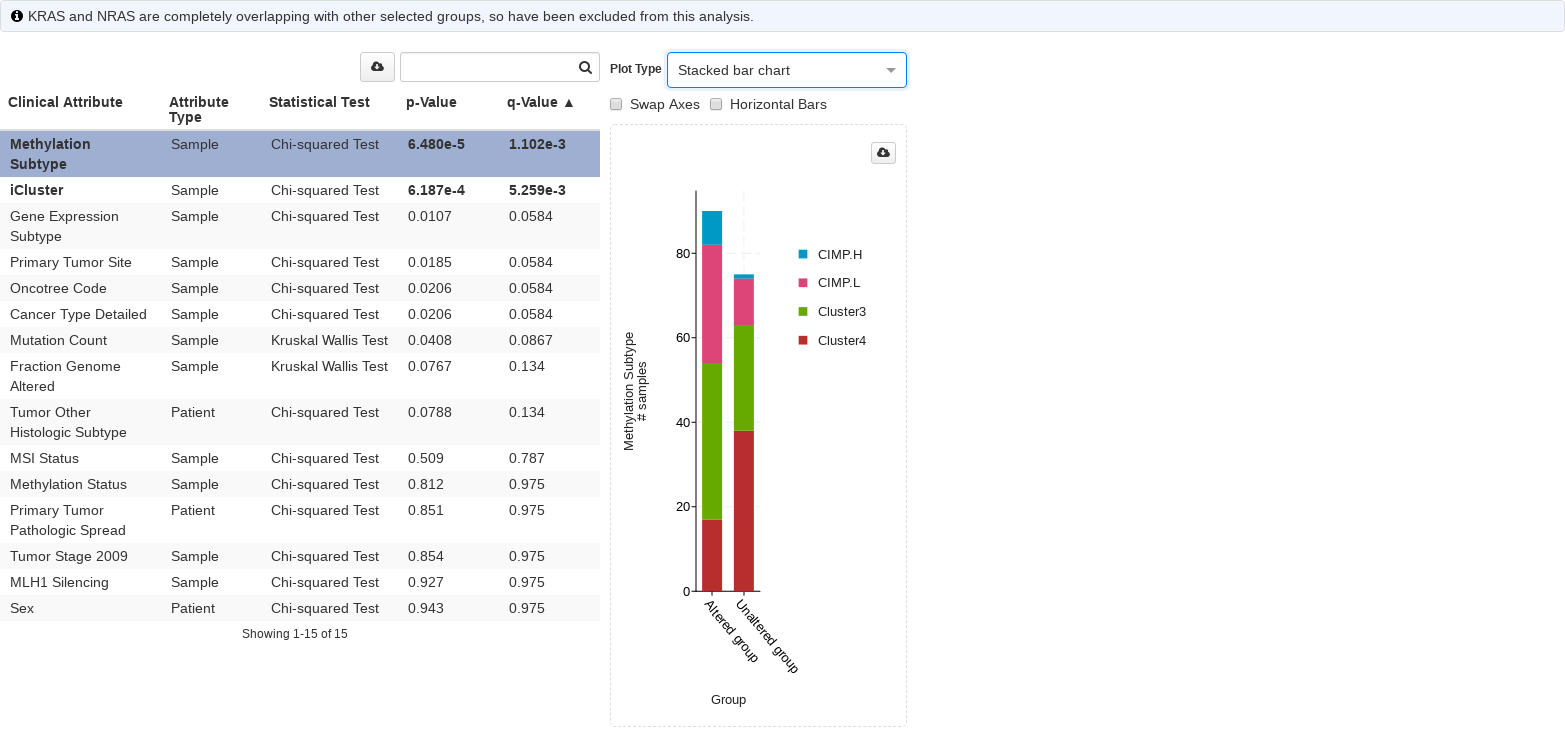 KRAS and NRAS are completely overlapping with other selected groups, so have been excluded from this analysis.
Plot Type Stacked bar chart
Swap Axes Horizontal Bars
Clinical Attribute Attribute Type Statistical Test p-Value q-Value ▲
Methylation Subtype Sample Chi-squared Test 6.480e-5 1.102e-3
iCluster Sample Chi-squared Test 6.187e-4 5.259e-3
Gene Expression Subtype Sample Chi-squared Test 0.0107 0.0584
Primary Tumor Site Sample Chi-squared Test 0.0185 0.0584
Oncotree Code Sample Chi-squared Test 0.0206 0.0584
Cancer Type Detailed Sample Chi-squared Test 0.0206 0.0584
Mutation Count Sample Kruskal Wallis Test 0.0408 0.0867
Fraction Genome Altered Sample Kruskal Wallis Test 0.0767 0.134
Tumor Other Histologic Subtype Patient Chi-squared Test 0.0788 0.134
MSI Status Sample Chi-squared Test 0.509 0.787
Methylation Status Sample Chi-squared Test 0.812 0.975
Primary Tumor Pathologic Spread Patient Chi-squared Test 0.851 0.975
Tumor Stage 2009 Sample Chi-squared Test 0.854 0.975
MLH1 Silencing Sample Chi-squared Test 0.927 0.975
Sex Patient Chi-squared Test 0.943 0.975
Showing 1-15 of 15
Methylation Subtype
# samples
80
60
40
20
0
Altered group
Unaltered group
Group
CIMP.H
CIMP.L
Cluster3
Cluster4